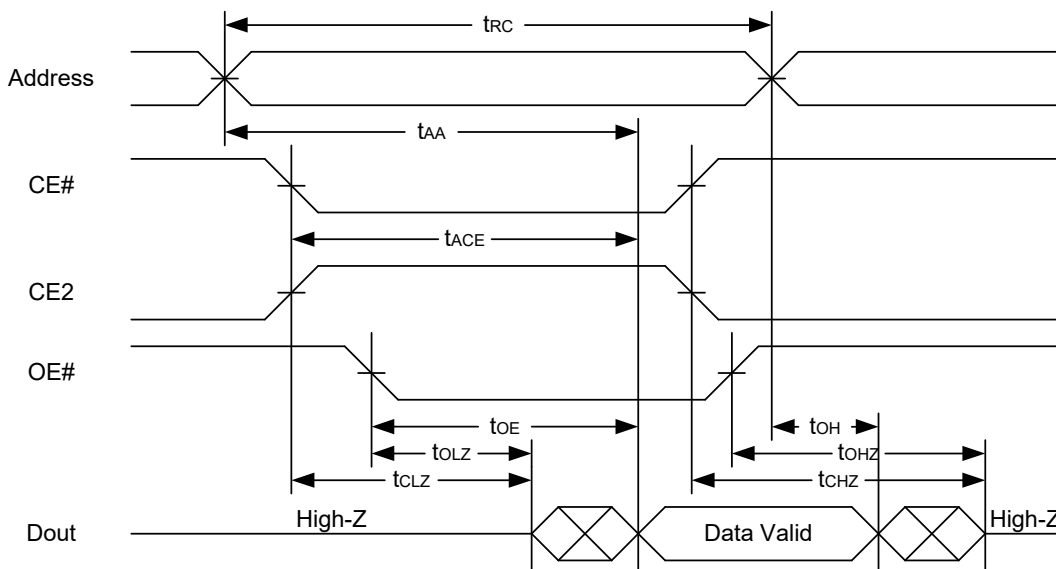 tRC
Address
tAA
CE#
tACE
CE2
OE#
tOE
tOH
tOLZ
tOHZ
tCLZ
tCHZ
High-Z
Data Valid
High-Z
Dout